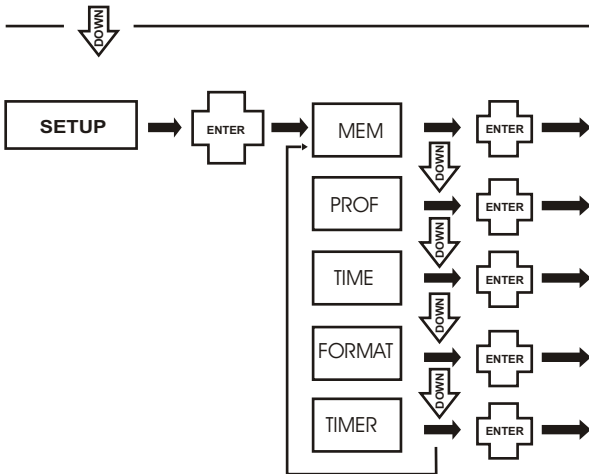 DOWN
SETUP ENTER MEM ENTER
DOWN
PROF ENTER
DOWN
TIME ENTER
DOWN
FORMAT ENTER
DOWN
TIMER ENTER